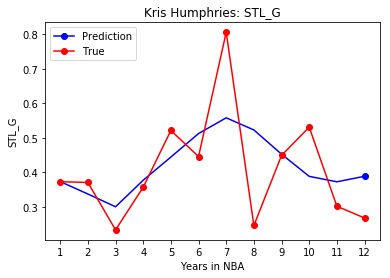 Kris Humphries: STL_G
Prediction
True
0.8
0.7
0.6
0.5
0.4
0.3
STL_G
1 2 3 4 5 6 7 8 9 10 11 12
Years in NBA